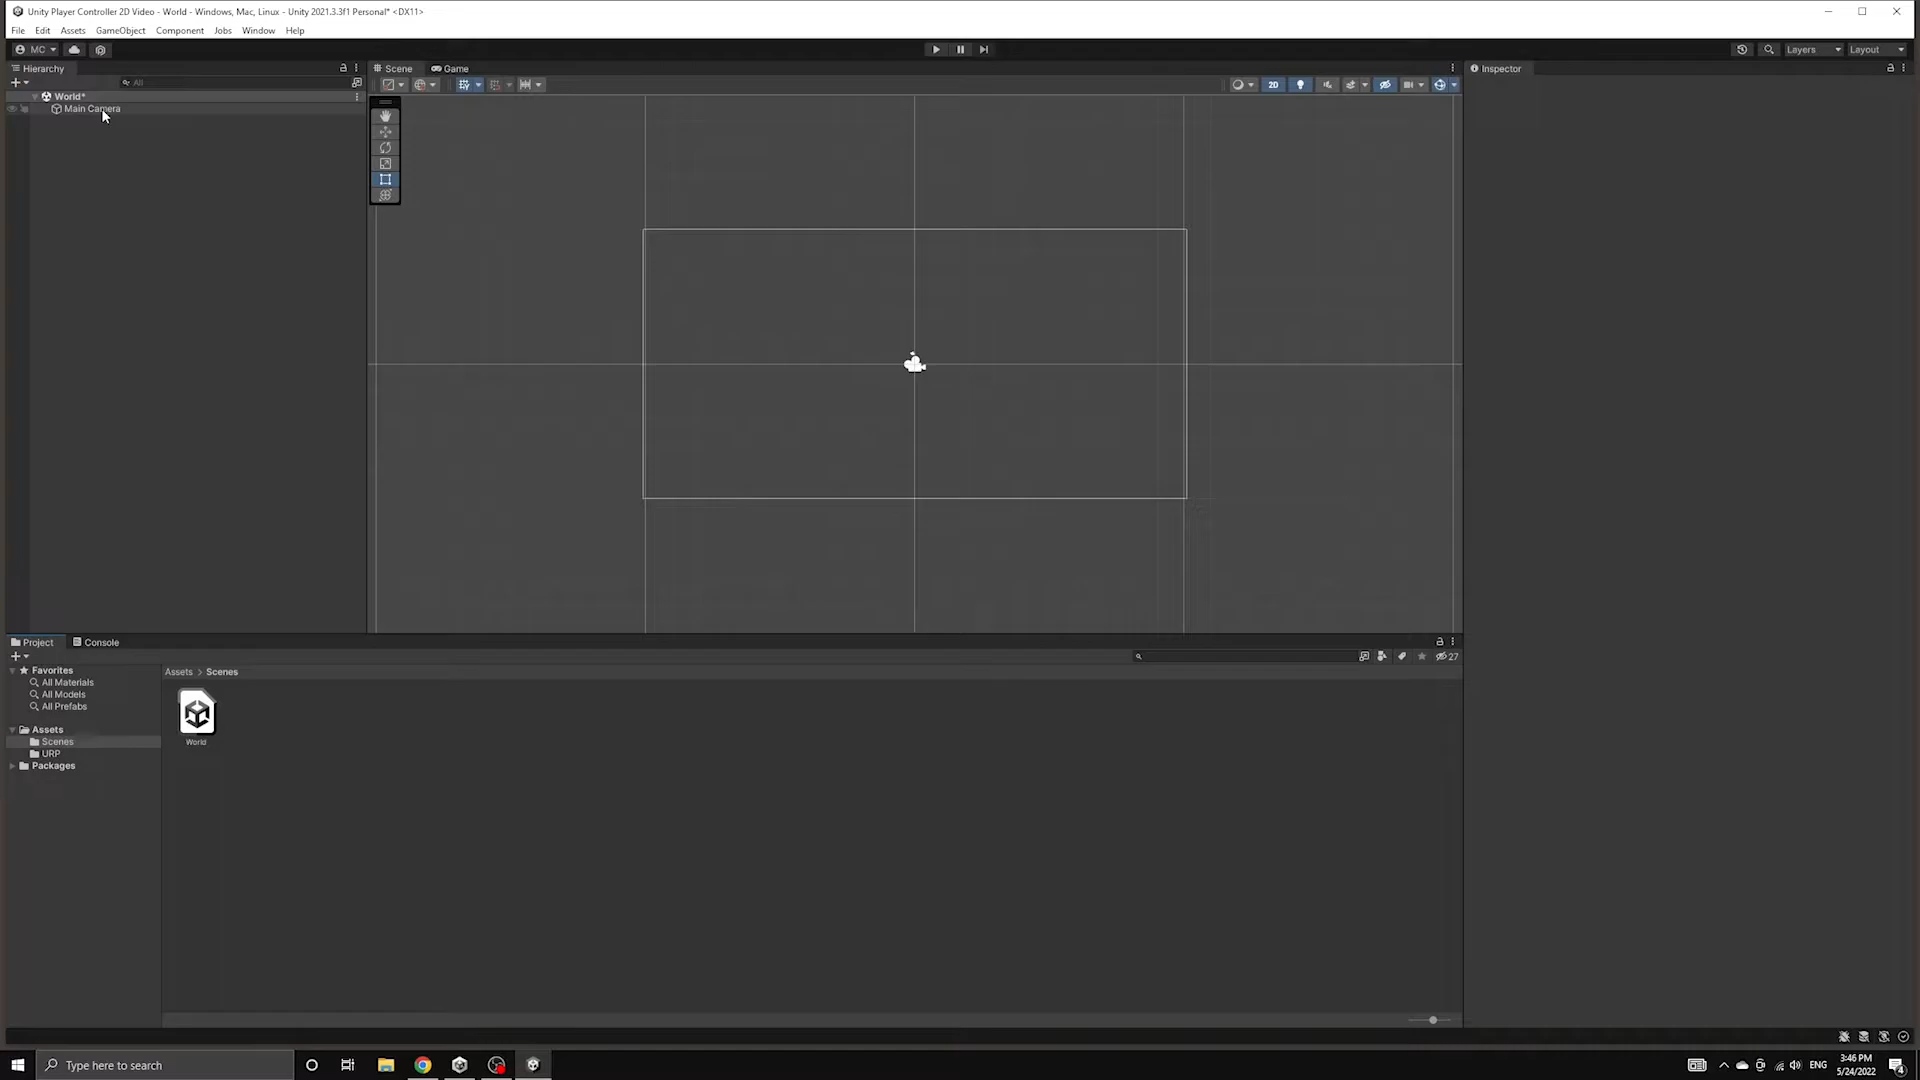 Unity Player Controller 2D Video - World - Windows, Mac, Linux - Unity 2021.3.3f1 Personal* <DX11>
File Edit Assets GameObject Component Jobs Window Help
MC Layers Layout
Hierarchy Scene Game Inspector
All 2D
World*
Main Camera
Project Console
27
Favorites Assets > Scenes
All Materials
All Models
All Prefabs
Assets
Scenes World
URP
Packages
Type here to search ENG 3:46 PM
5/24/2022 4